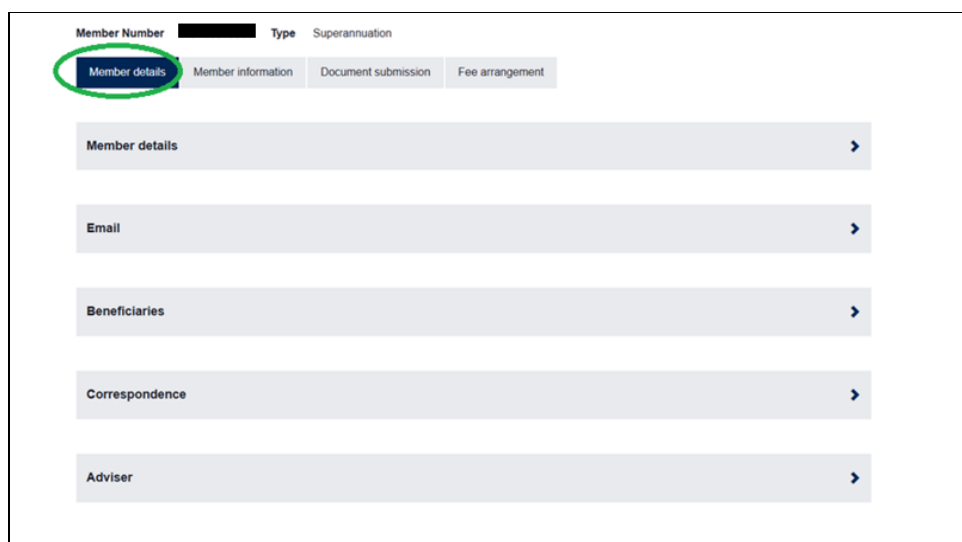 Member Number Type Superannuation
Member details Member information Document submission Fee arrangement
Member details
Email
Beneficiaries
Correspondence
Adviser